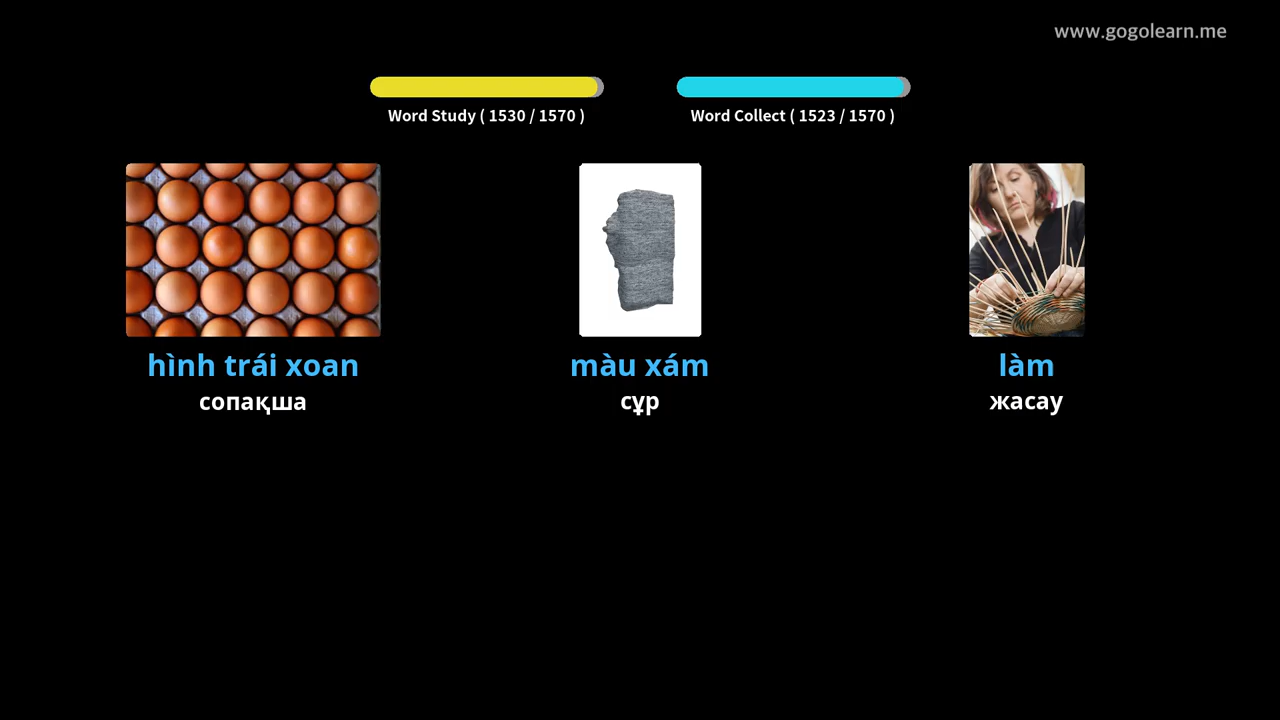 www.gogolearn.me
Word Study ( 1530 / 1570 )
Word Collect ( 1523 / 1570 )
hình trái xoan
màu xám
làm
сопақша
сұр
жасау